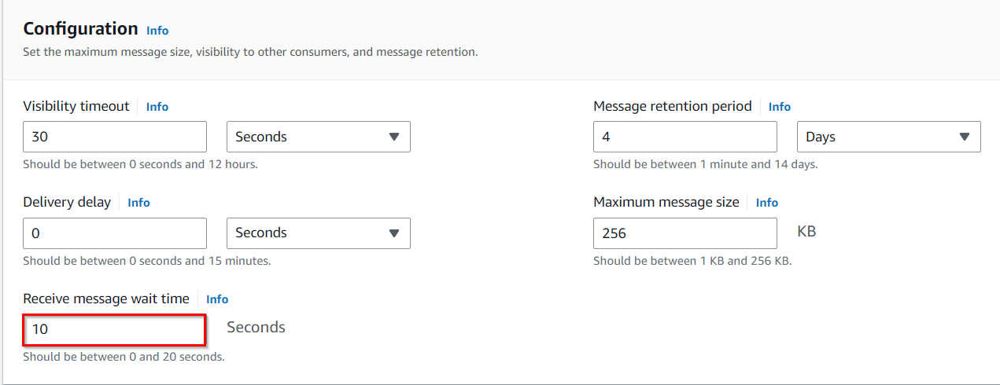 Configuration Info
Set the maximum message size, visibility to other consumers, and message retention.
Visibility timeout Info
30 Seconds
Should be between 0 seconds and 12 hours.
Message retention period Info
4 Days
Should be between 1 minute and 14 days.
Delivery delay Info
0 Seconds
Should be between 0 seconds and 15 minutes.
Maximum message size Info
256 KB
Should be between 1 KB and 256 KB.
Receive message wait time Info
10 Seconds
Should be between 0 and 20 seconds.